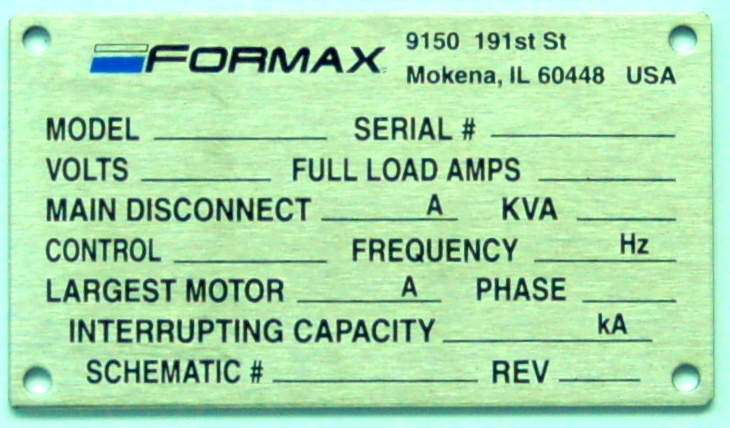 FORMAX
9150 191st St
Mokena, IL 60448 USA
MODEL SERIAL #
VOLTS FULL LOAD AMPS
MAIN DISCONNECT A KVA
CONTROL FREQUENCY Hz
LARGEST MOTOR A PHASE
INTERRUPTING CAPACITY kA
SCHEMATIC # REV